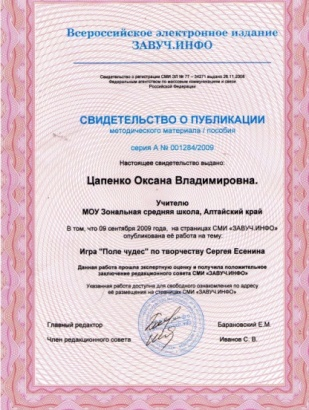 Всероссийское электронное издание
ЗАВУЧ.ИНФО
Свидетельство о регистрации СМИ ЭЛ № 77 – 34371 выдано 26.11.2008
Федеральным агентством по массовым коммуникациям и связи
Российской Федерации
СВИДЕТЕЛЬСТВО О ПУБЛИКАЦИИ
методического материала / пособия
серия А № 001284/2009
Настоящее свидетельство выдано:
Цапенко Оксана Владимировна.
Учителю
МОУ Зональная средняя школа, Алтайский край
В том, что 09 сентября 2009 года, на страницах СМИ «ЗАВУЧ.ИНФО»
опубликована её работа на тему:
Игра "Поле чудес" по творчеству Сергея Есенина
Данная работа прошла экспертную оценку и получила положительное
заключение редакционного совета СМИ «ЗАВУЧ.ИНФО»
Указанная работа доступна для свободного ознакомления по адресу
её размещения на страницах СМИ «ЗАВУЧ.ИНФО»
Главный редактор Барановский Е.М.
Член редакционного совета Иванов С. В.